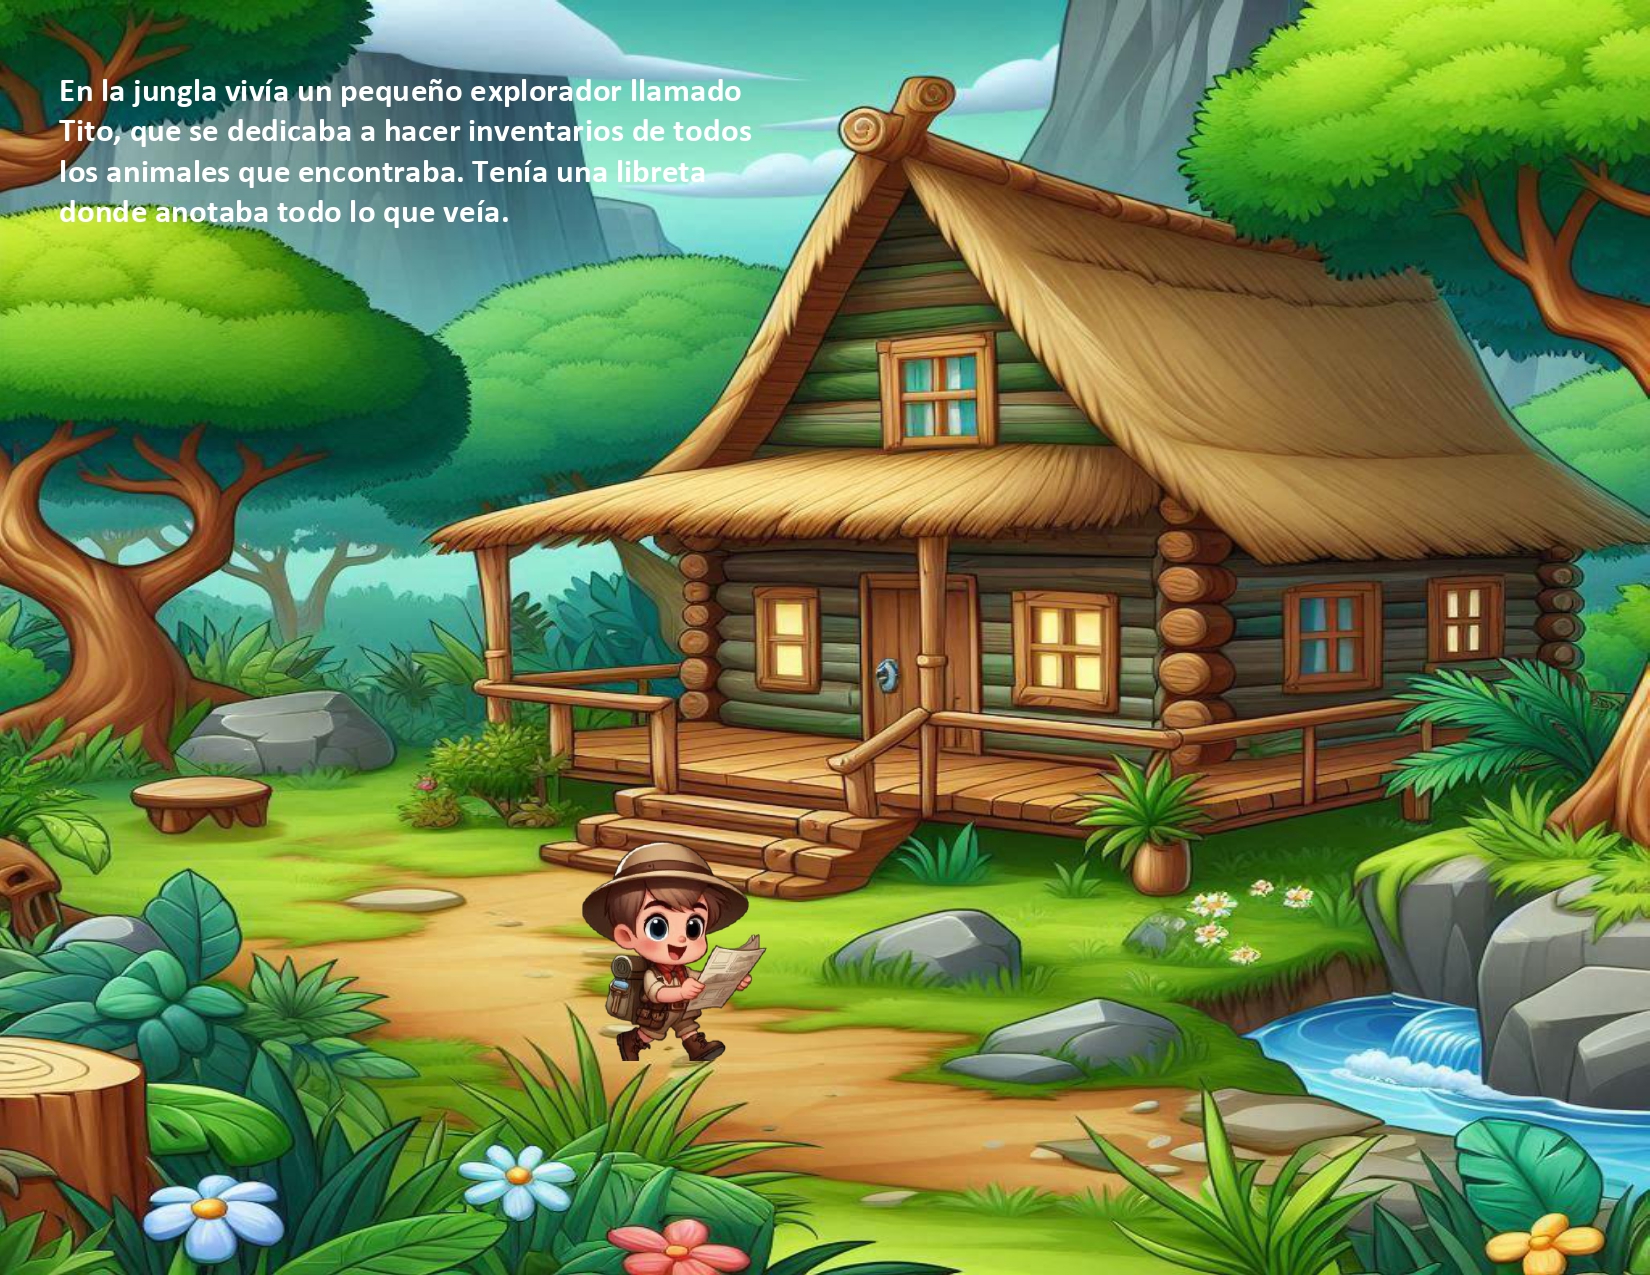 En la jungla vivía un pequeño explorador llamado
Tito, que se dedicaba a hacer inventarios de todos
los animales que encontraba. Tenía una libreta
donde anotaba todo lo que veía.